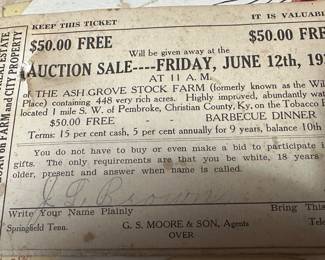 KEEP THIS TICKET IT IS VALUABLE
$50.00 FREE $50.00 FREE
Will be given away at the
AUCTION SALE----FRIDAY, JUNE 12th, 19
AT 11 A. M.
of THE ASH GROVE STOCK FARM (formerly known as the Wil
Place) containing 448 very rich acres. Highly improved, abundantly
located 1 mile S. W. of Pembroke, Christian County, Ky., on the Tobacco
$50.00 FREE BARBECUE DINNER
Terms: 15 per cent cash, 5 per cent annually for 9 years, balance 10th
You do not have to buy or even make a bid to participate i
gifts. The only requirements are that you be white, 18 years
older, present and answer when name is called.
Write Your Name Plainly Bring This
Springfield Tenn. G. S. MOORE & SON, Agents Tele
OVER
REAL ESTATE
LOAN on FARM and CITY PROPERTY